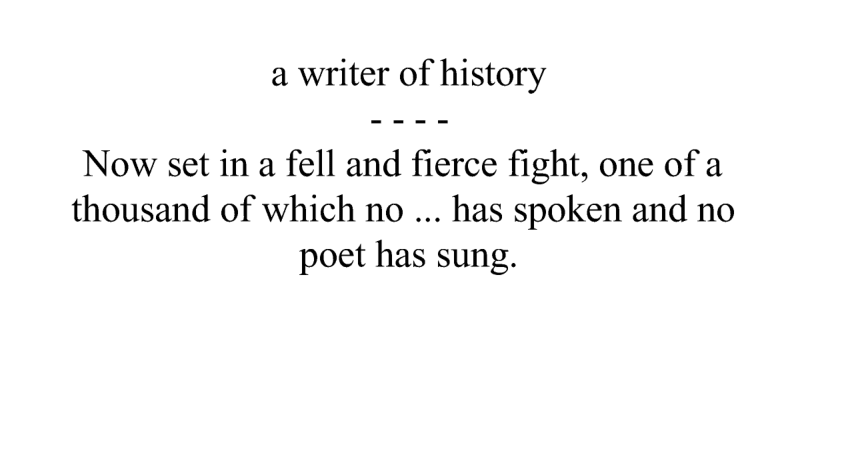 a writer of history
- - - -
Now set in a fell and fierce fight, one of a
thousand of which no ... has spoken and no
poet has sung.